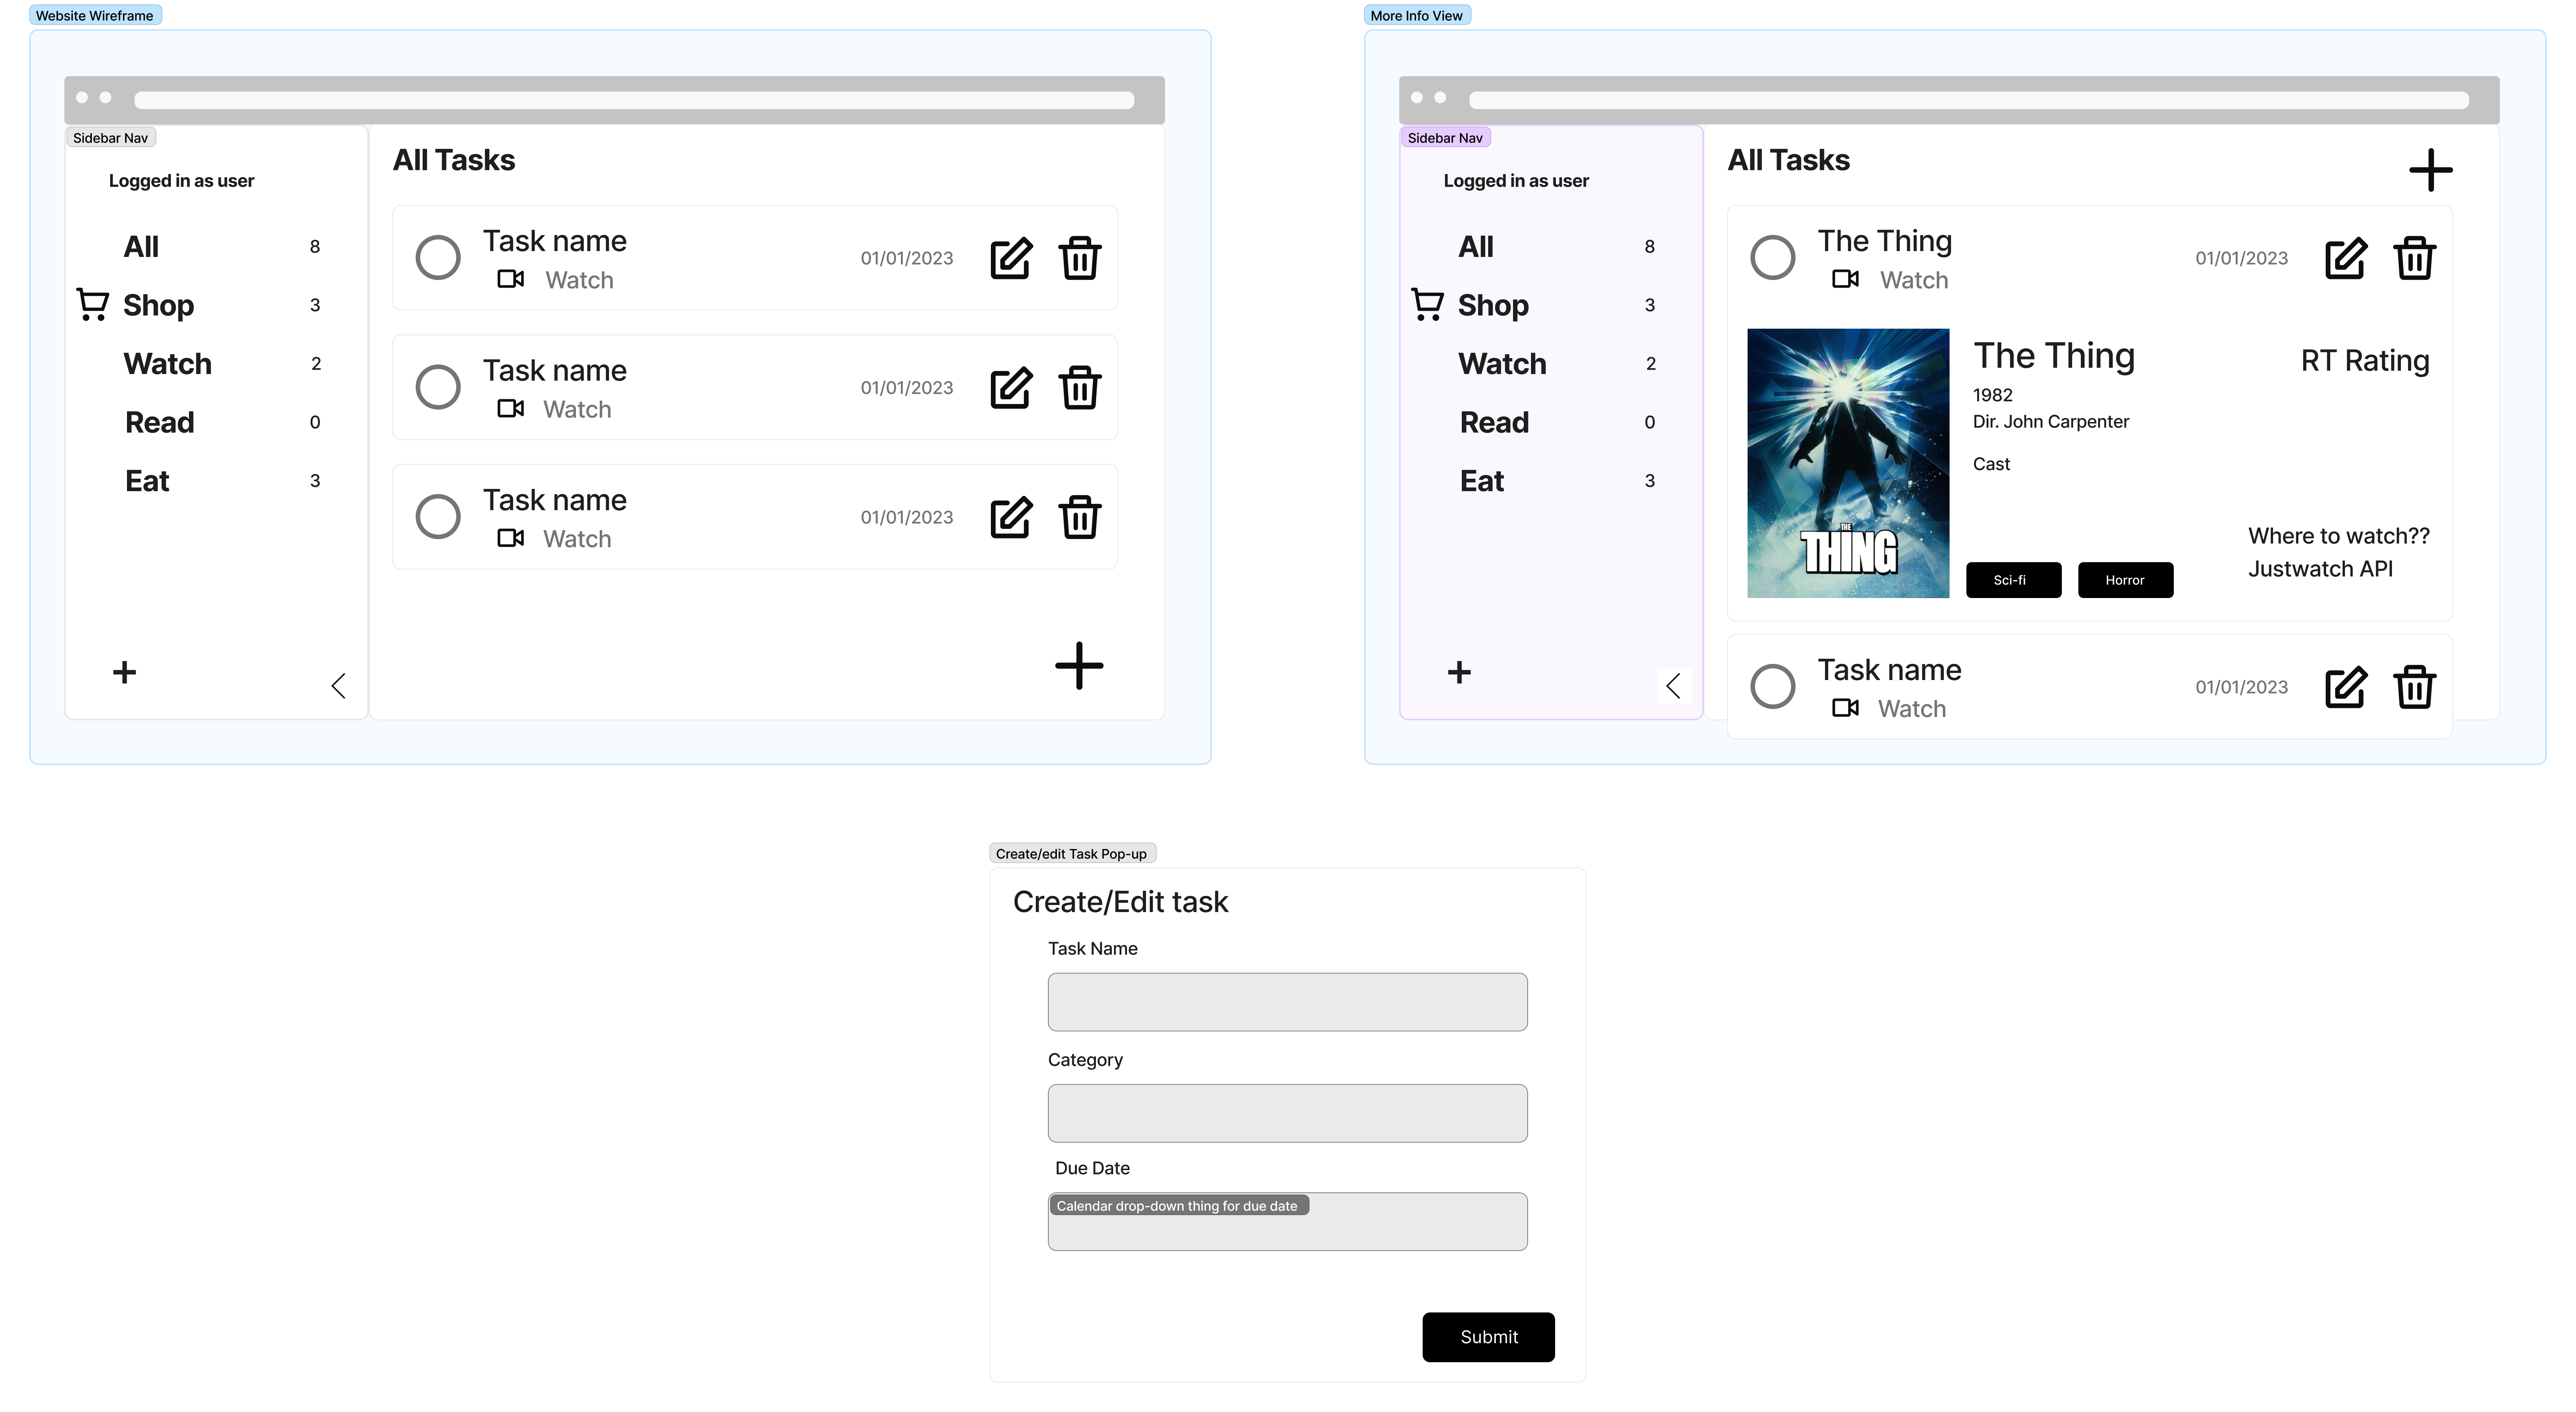 Website Wireframe
Sidebar Nav
Logged in as user
All 8
Shop 3
Watch 2
Read 0
Eat 3
+
All Tasks
Task name
Watch
01/01/2023
Task name
Watch
01/01/2023
Task name
Watch
01/01/2023
More Info View
Sidebar Nav
Logged in as user
All 8
Shop 3
Watch 2
Read 0
Eat 3
+
All Tasks
The Thing
Watch
01/01/2023
THE
THING
The Thing
1982
Dir. John Carpenter
Cast
RT Rating
Sci-fi
Horror
Where to watch??
Justwatch API
Task name
Watch
01/01/2023
Create/edit Task Pop-up
Create/Edit task
Task Name
Category
Due Date
Calendar drop-down thing for due date
Submit